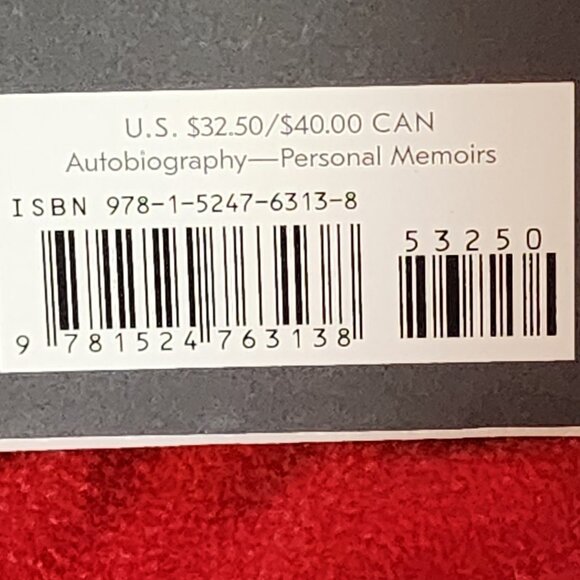 U.S. $32.50/$40.00 CAN
Autobiography—Personal Memoirs
ISBN 978-1-5247-6313-8
53250
9 781524 763138